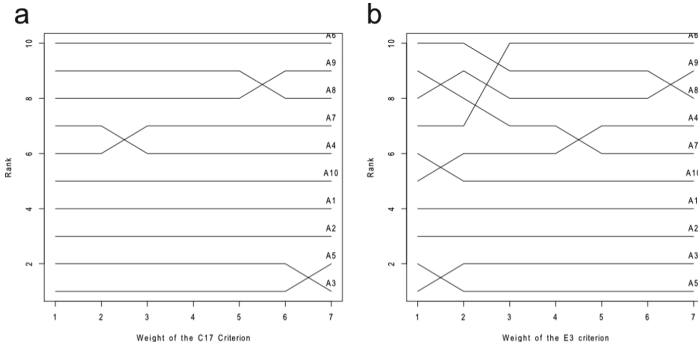 a
b
Rank
10
8
6
4
2
A6
A9
A8
A7
A4
A10
A1
A2
A5
A3
1 2 3 4 5 6 7
Weight of the C17 Criterion
Rank
10
8
6
4
2
A6
A9
A8
A4
A7
A10
A1
A2
A3
A5
1 2 3 4 5 6 7
Weight of the E3 criterion